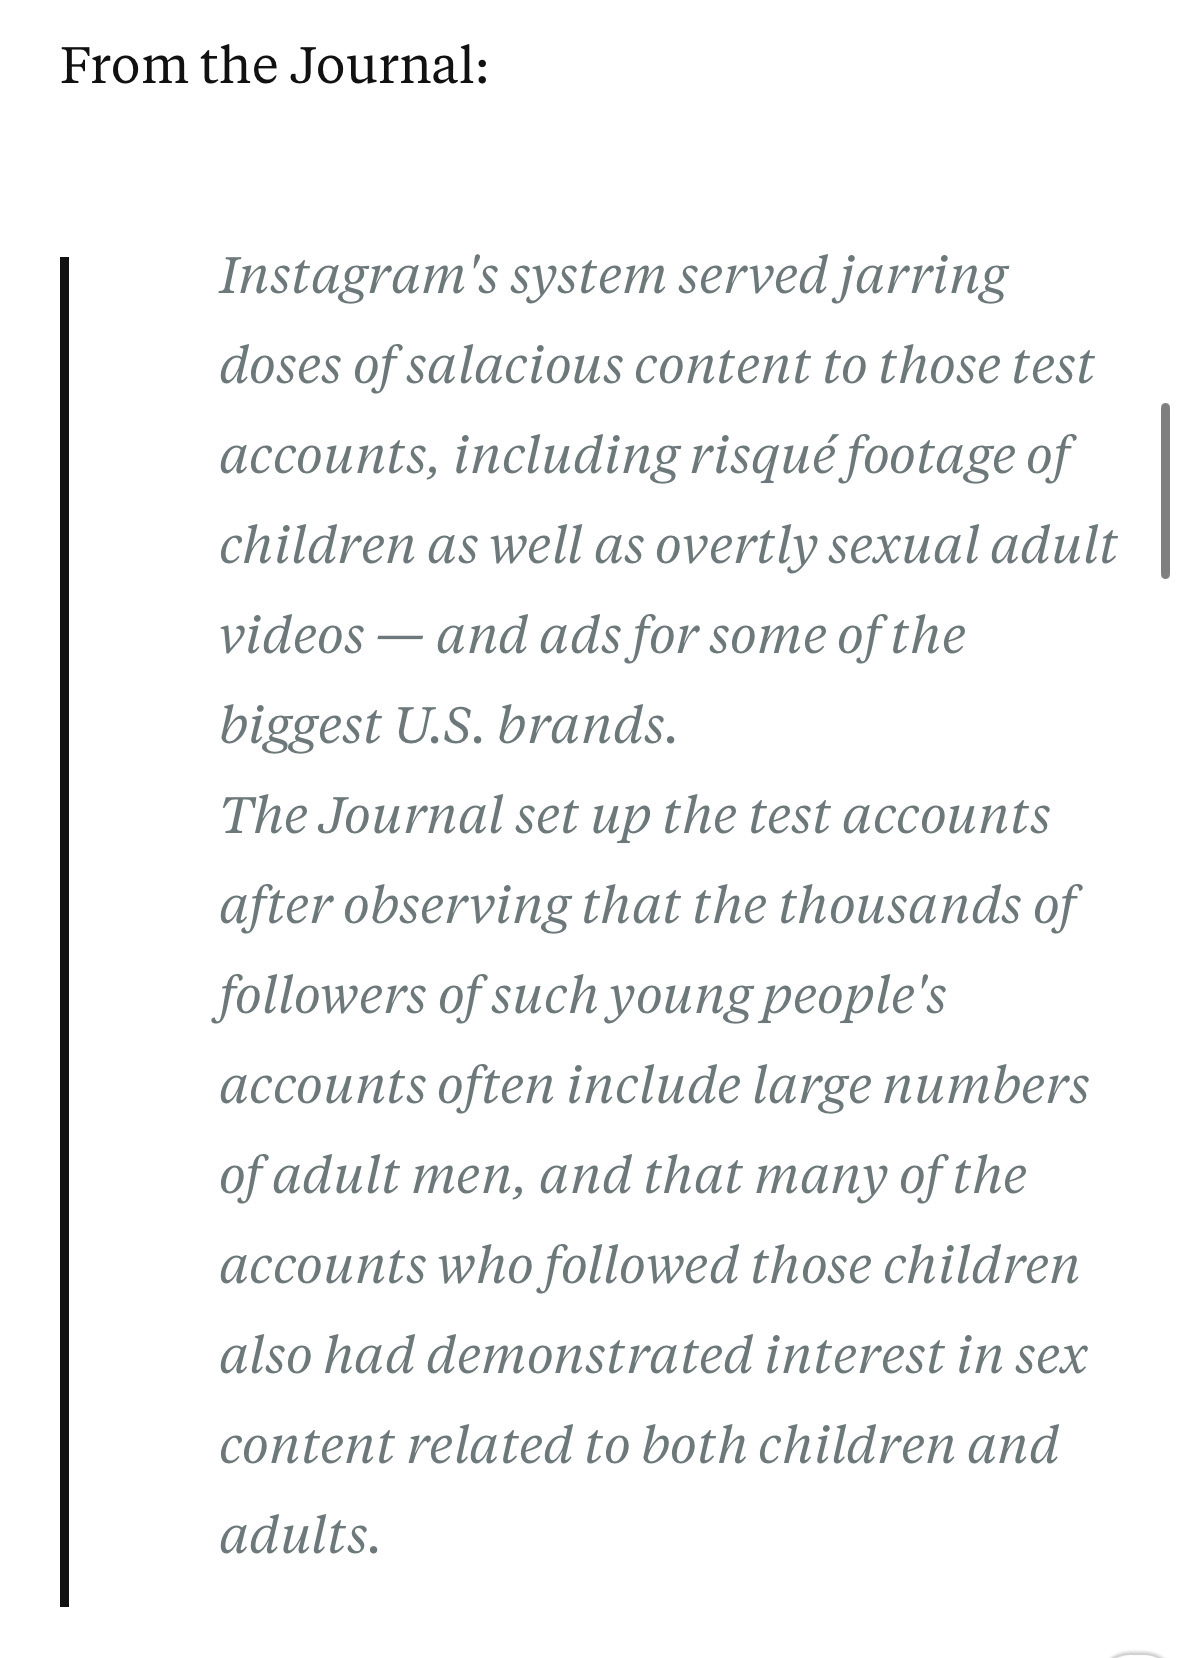 From the Journal:
Instagram's system served jarring
doses of salacious content to those test
accounts, including risqué footage of
children as well as overtly sexual adult
videos — and ads for some of the
biggest U.S. brands.
The Journal set up the test accounts
after observing that the thousands of
followers of such young people's
accounts often include large numbers
of adult men, and that many of the
accounts who followed those children
also had demonstrated interest in sex
content related to both children and
adults.